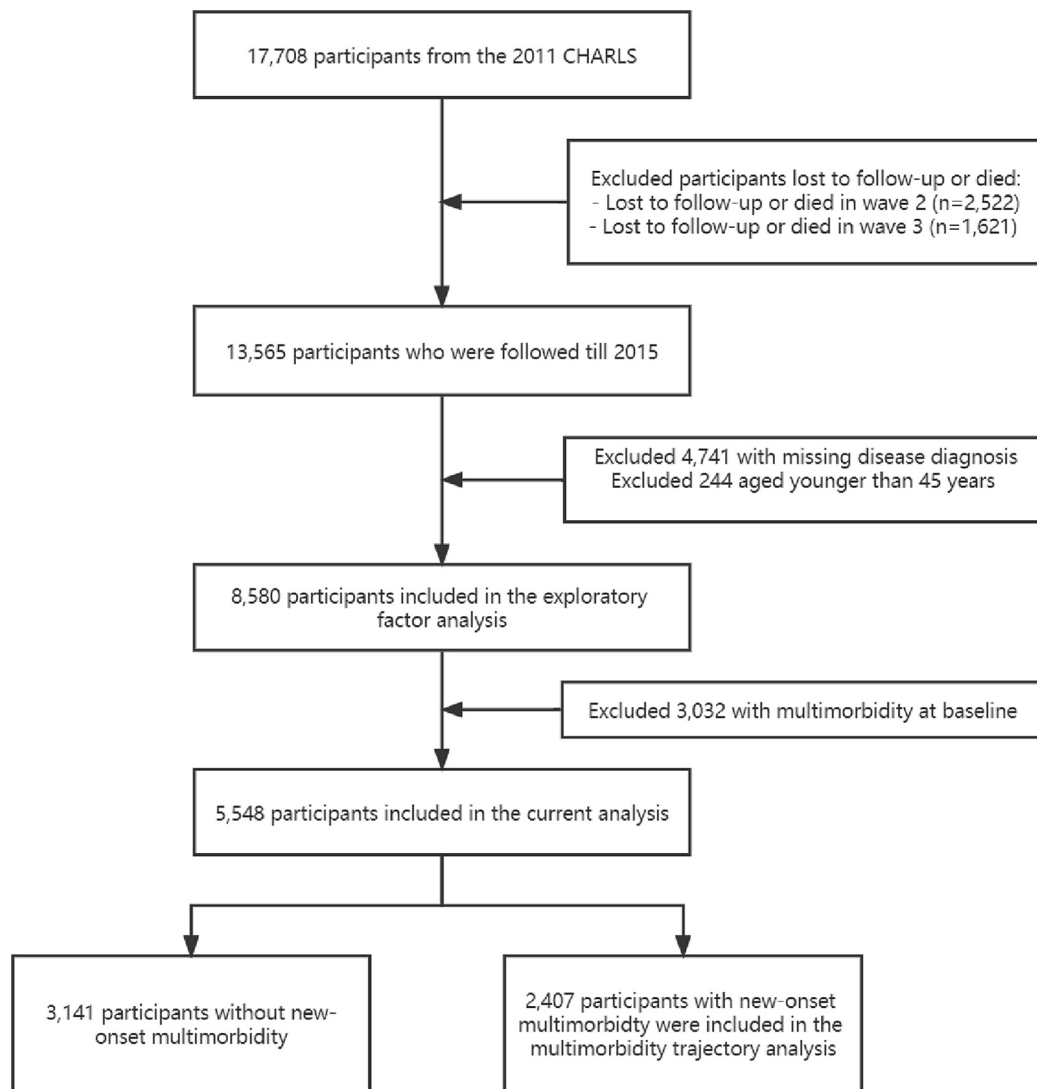 17,708 participants from the 2011 CHARLS
Excluded participants lost to follow-up or died:
- Lost to follow-up or died in wave 2 (n=2,522)
- Lost to follow-up or died in wave 3 (n=1,621)
13,565 participants who were followed till 2015
Excluded 4,741 with missing disease diagnosis
Excluded 244 aged younger than 45 years
8,580 participants included in the exploratory
factor analysis
Excluded 3,032 with multimorbidity at baseline
5,548 participants included in the current analysis
3,141 participants without new-
onset multimorbidity
2,407 participants with new-onset
multimorbidty were included in the
multimorbidity trajectory analysis